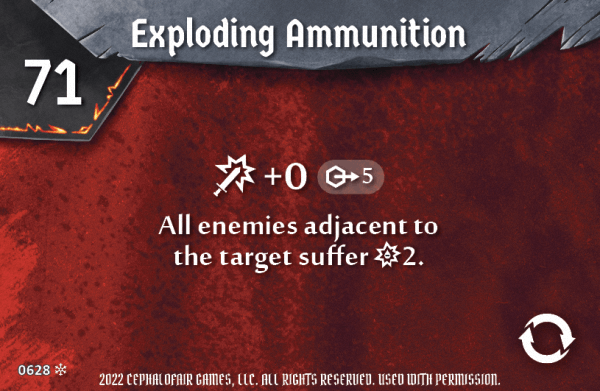 Exploding Ammunition
71
+0 5
All enemies adjacent to
the target suffer 2.
0628
2022 CEPHALOFAIR GAMES, LLC. ALL RIGHTS RESERVED. USED WITH PERMISSION.